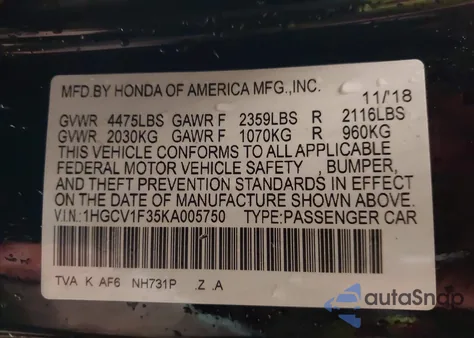 MFD.BY HONDA OF AMERICA MFG.,INC.
11/'18
GVWR 4475LBS GAWR F 2359LBS R 2116LBS
GVWR 2030KG GAWR F 1070KG R 960KG
THIS VEHICLE CONFORMS TO ALL APPLICABLE
FEDERAL MOTOR VEHICLE SAFETY , BUMPER,
AND THEFT PREVENTION STANDARDS IN EFFECT
ON THE DATE OF MANUFACTURE SHOWN ABOVE.
V.I.N.:1HGCV1F35KA005750 TYPE:PASSENGER CAR
TVA K AF6 NH731P .Z .A
autaSnap